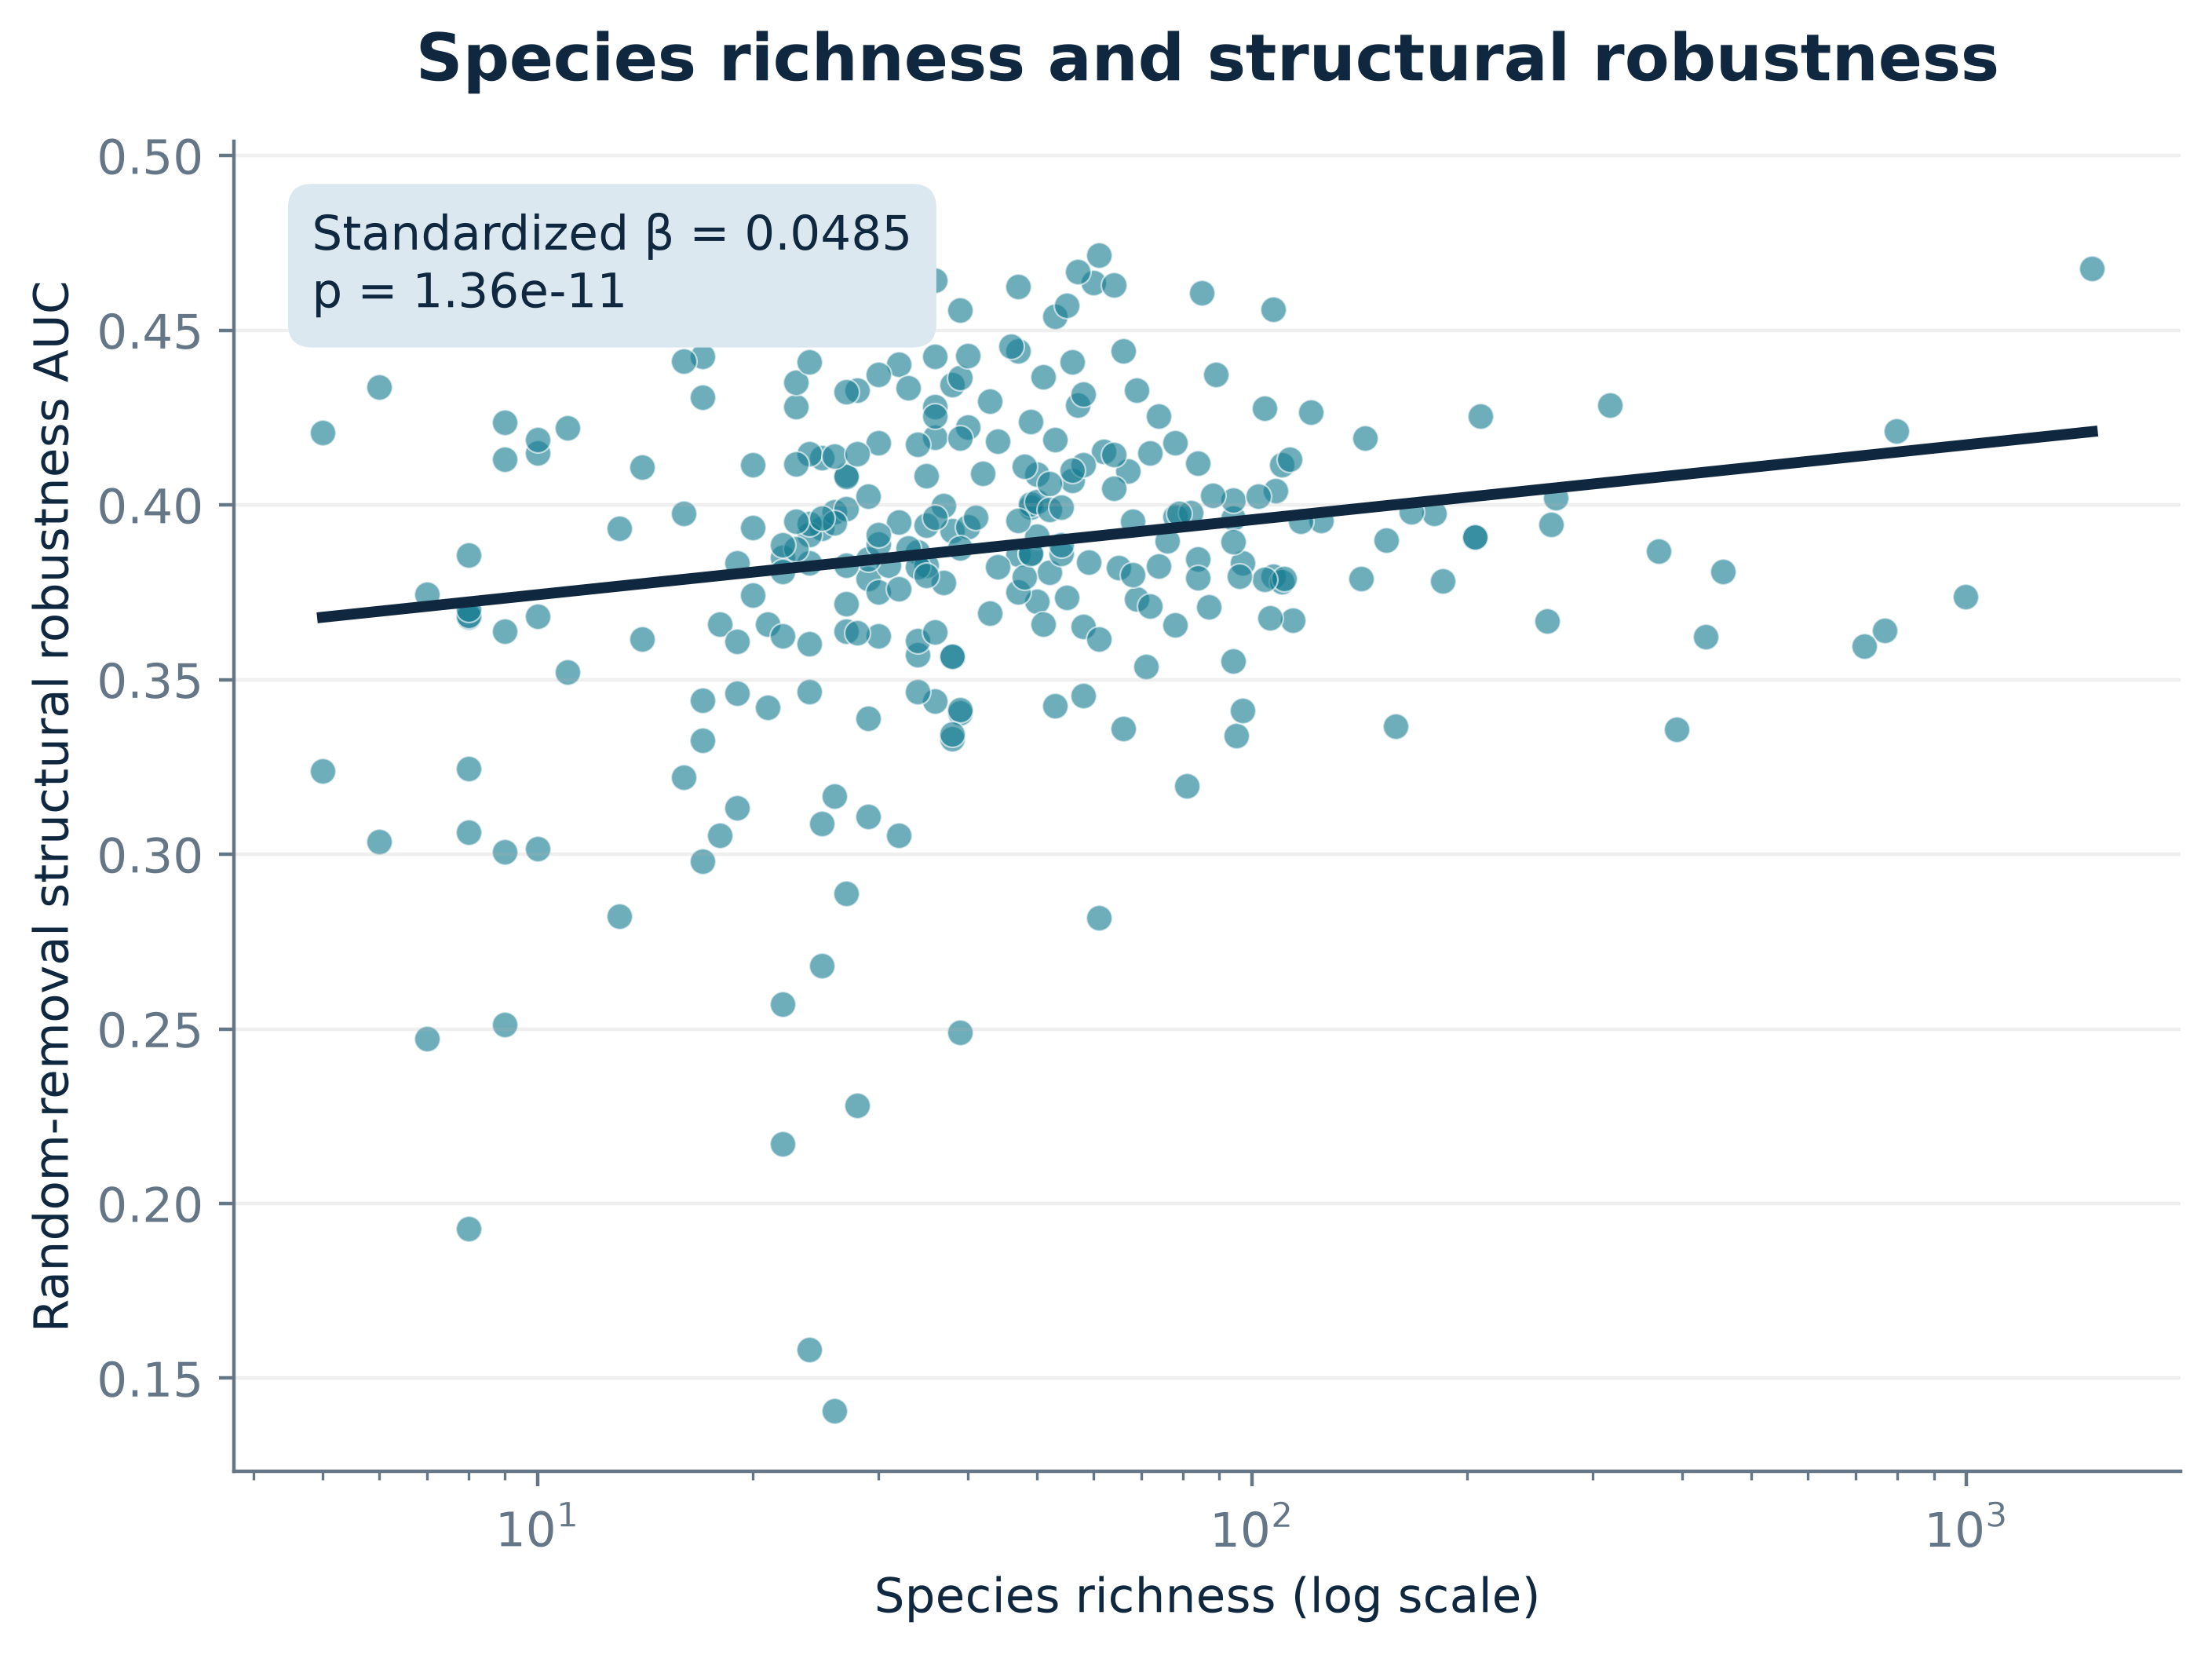 Species richness and structural robustness
Standardized β = 0.0485
p = 1.36e-11
Random-removal structural robustness AUC
0.50
0.45
0.40
0.35
0.30
0.25
0.20
0.15
10¹
10²
10³
Species richness (log scale)